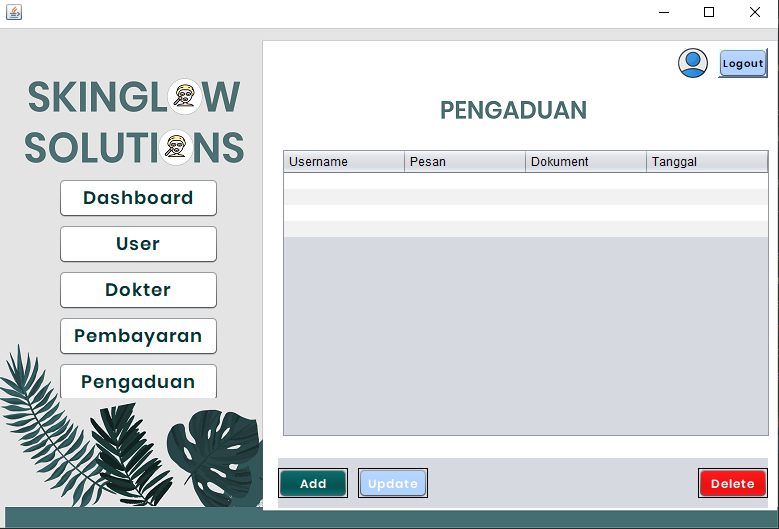 Logout
SKINGLOW
SOLUTIONS
PENGADUAN
Username Pesan Dokument Tanggal
Dashboard
User
Dokter
Pembayaran
Pengaduan
Add Update Delete